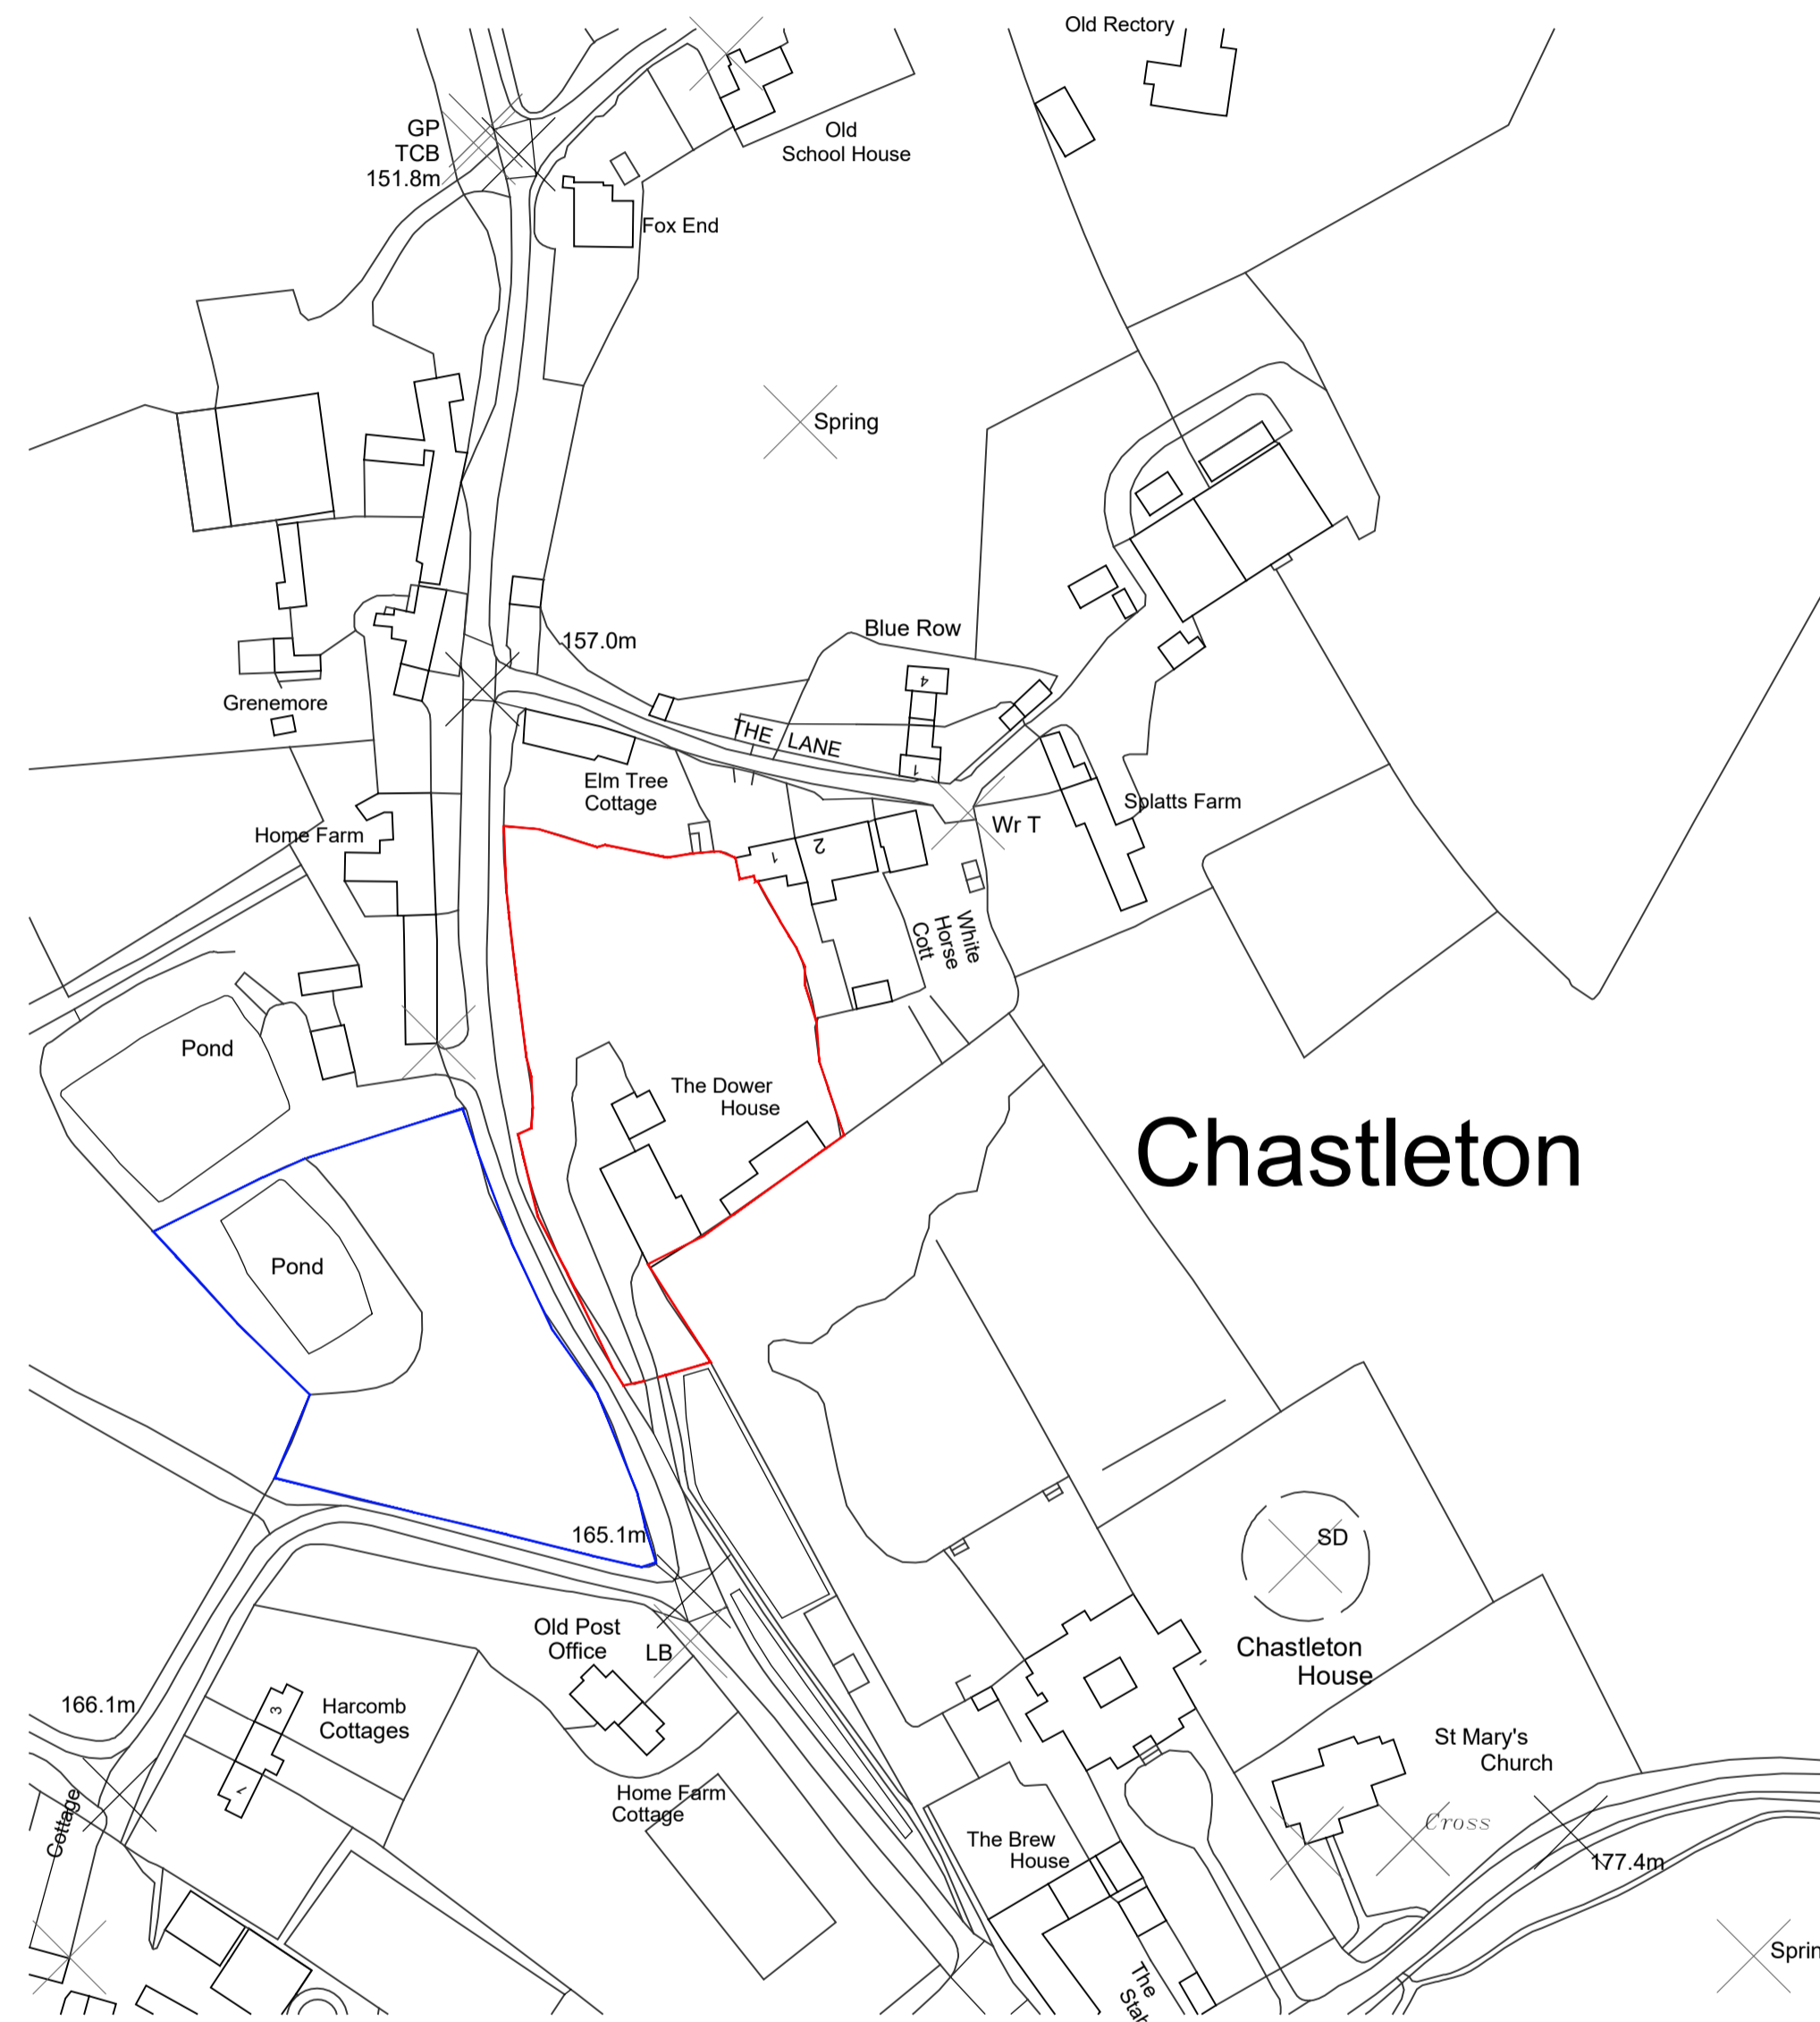 Old Rectory
GP
TCB
151.8m
Old
School House
Fox End
Spring
157.0m
Blue Row
4
Grenemore
THE LANE
1
Elm Tree
Cottage
Splatts Farm
Wr T
Home Farm
1
2
White
Horse
Cott
Pond
The Dower
House
Chastleton
Pond
165.1m
SD
Old Post
Office
LB
Chastleton
House
166.1m
3
Harcomb
Cottages
St Mary's
Church
Home Farm
Cottage
Cottage
Cross
The Brew
House
177.4m
The